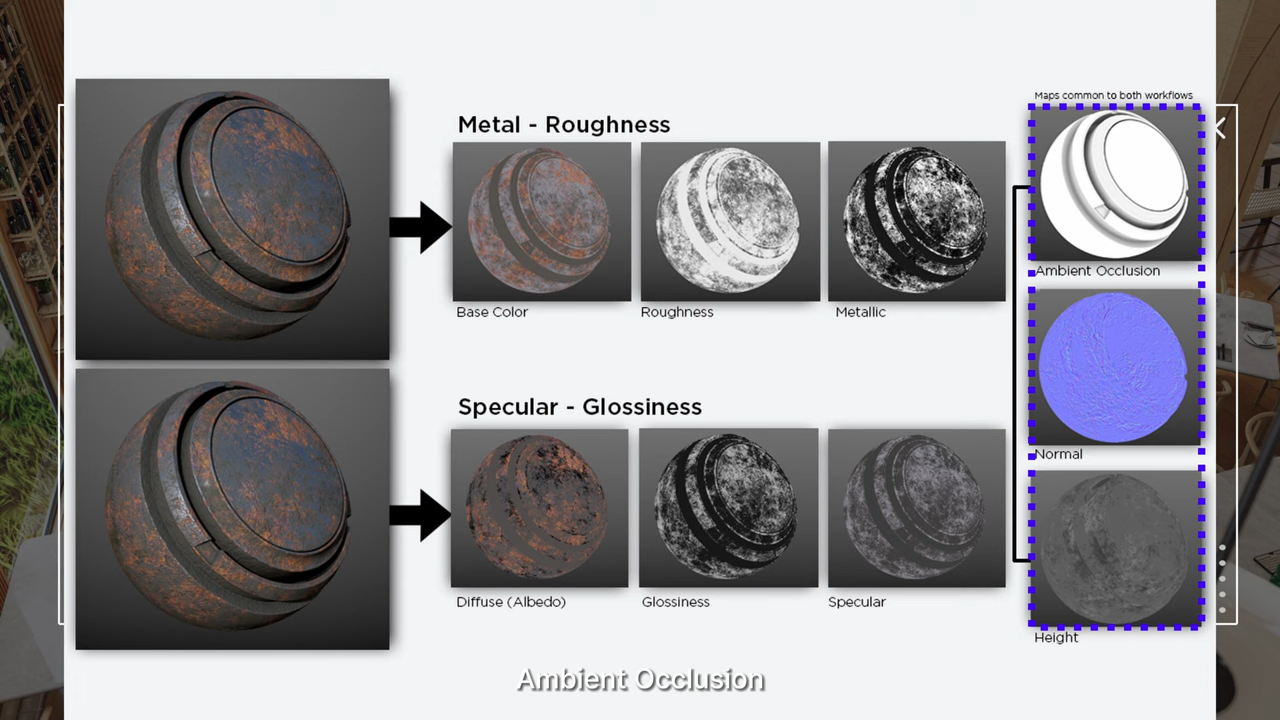 Maps common to both workflows
Metal - Roughness
Base Color
Roughness
Metallic
Ambient Occlusion
Normal
Specular - Glossiness
Diffuse (Albedo)
Glossiness
Specular
Height
Ambient Occlusion